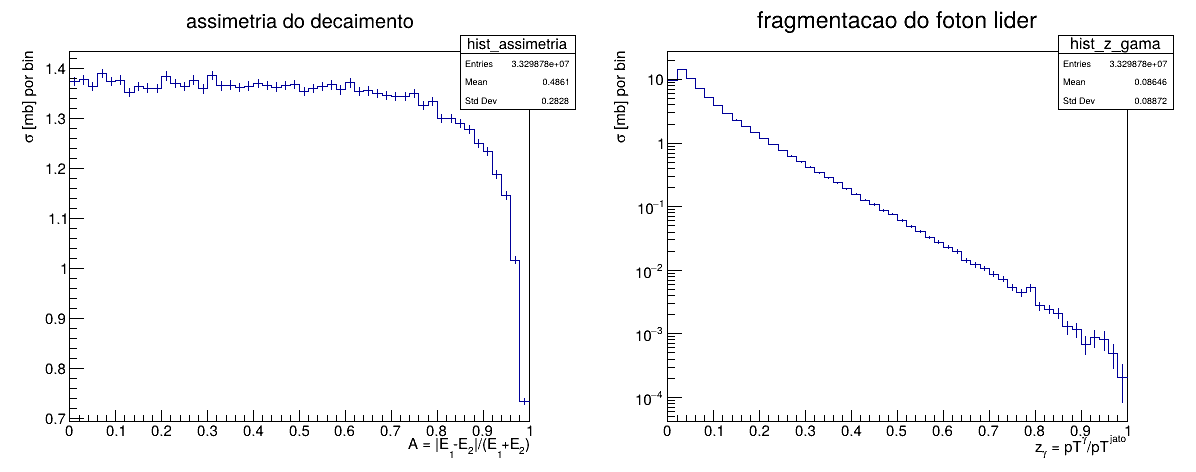 assimetria do decaimento
hist_assimetria
Entries 3.329878e+07
Mean 0.4861
Std Dev 0.2828
σ [mb] por bin
1.4
1.3
1.2
1.1
1
0.9
0.8
0.7
0 0.1 0.2 0.3 0.4 0.5 0.6 0.7 0.8 0.9 1
A = |E₁-E₂|/(E₁+E₂)
fragmentacao do foton lider
hist_z_gama
Entries 3.329878e+07
Mean 0.08646
Std Dev 0.08872
σ [mb] por bin
10
1
10⁻¹
10⁻²
10⁻³
10⁻⁴
0 0.1 0.2 0.3 0.4 0.5 0.6 0.7 0.8 0.9 1
zᵧ = pTᵞ/pTʲᵃᵗᵒ